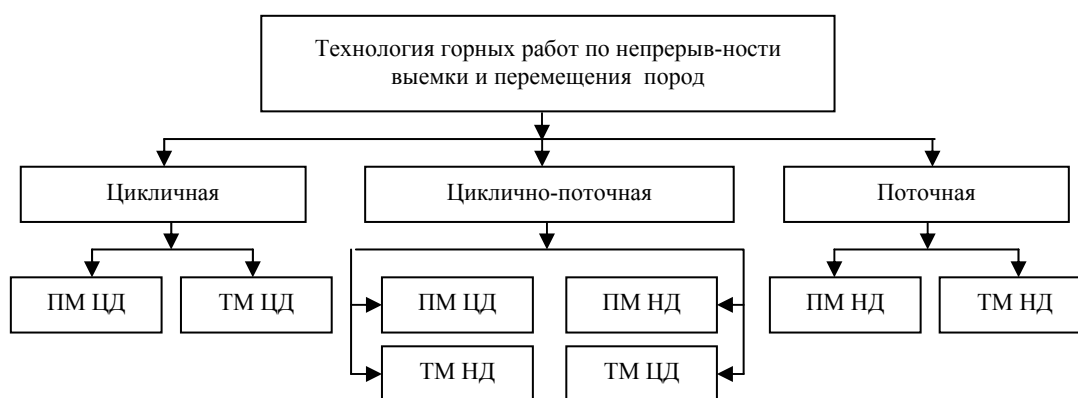 Технология горных работ по непрерыв-ности
выемки и перемещения пород
Цикличная
Циклично-поточная
Поточная
ПМ ЦД
ТМ ЦД
ПМ ЦД
ПМ НД
ПМ НД
ТМ НД
ТМ НД
ТМ ЦД